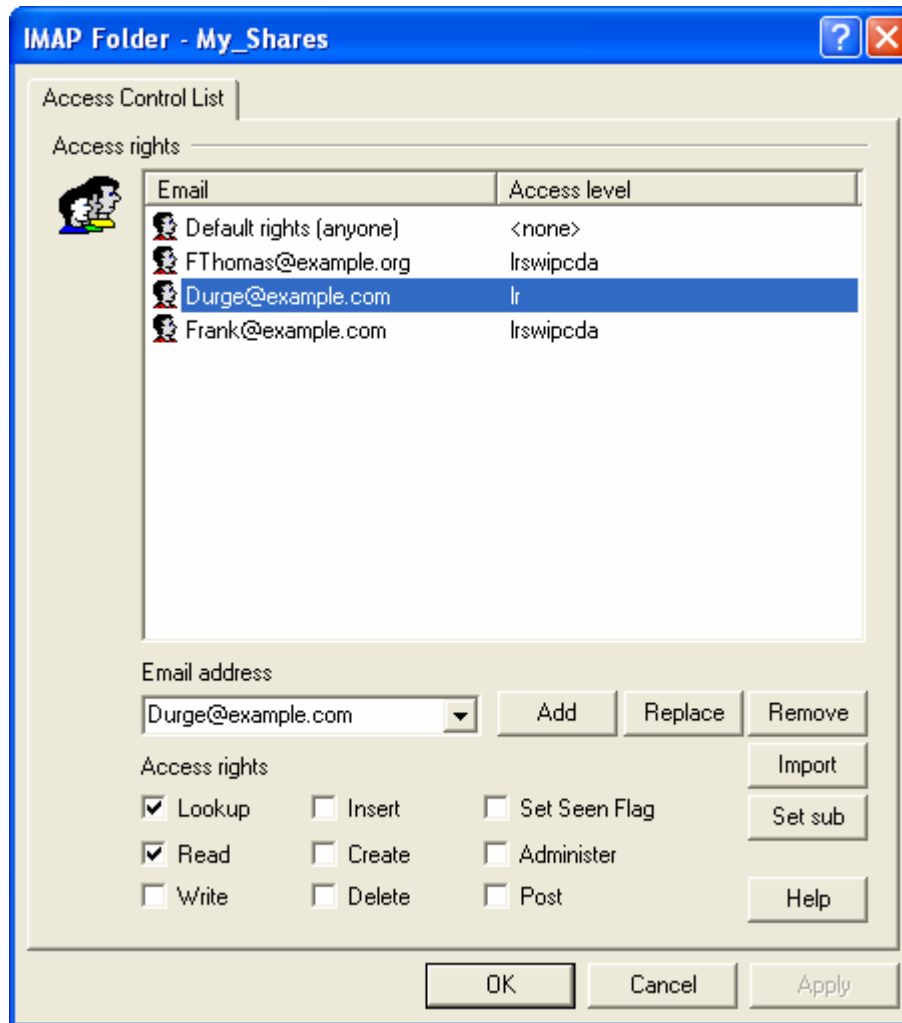 IMAP Folder - My_Shares
Access Control List
Access rights
Email Access level
Default rights (anyone) <none>
FThomas@example.org lrswipcda
Durge@example.com lr
Frank@example.com lrswipcda
Email address
Durge@example.com Add Replace Remove
Access rights Import
Lookup Insert Set Seen Flag Set sub
Read Create Administer
Write Delete Post Help
OK Cancel Apply